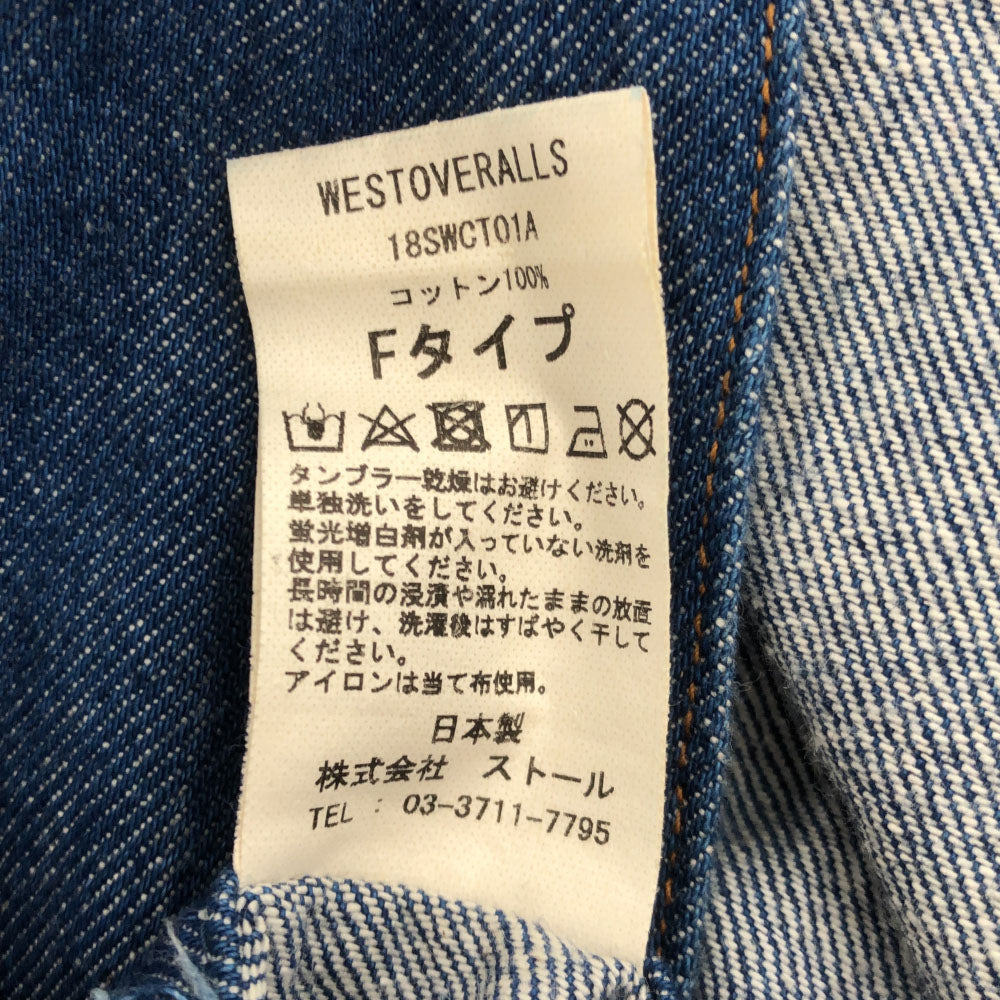 WESTOVERALLS
18SWCT01A
コットン100%
Fタイプ
タンブラー乾燥はお避けください。
単独洗いをしてください。
蛍光増白剤が入っていない洗剤を
使用してください。
長時間の浸漬や濡れたままの放置
は避け、洗濯後はすばやく干して
ください。
アイロンは当て布使用。
日本製
株式会社 ストール
TEL : 03-3711-7795